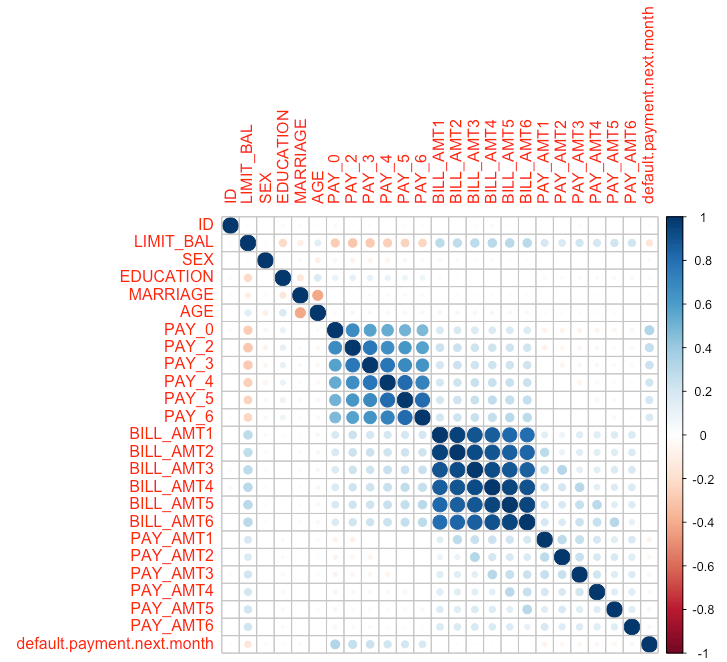 ID
LIMIT_BAL
SEX
EDUCATION
MARRIAGE
AGE
PAY_0
PAY_2
PAY_3
PAY_4
PAY_5
PAY_6
BILL_AMT1
BILL_AMT2
BILL_AMT3
BILL_AMT4
BILL_AMT5
BILL_AMT6
PAY_AMT1
PAY_AMT2
PAY_AMT3
PAY_AMT4
PAY_AMT5
PAY_AMT6
default.payment.next.month
ID
LIMIT_BAL
SEX
EDUCATION
MARRIAGE
AGE
PAY_0
PAY_2
PAY_3
PAY_4
PAY_5
PAY_6
BILL_AMT1
BILL_AMT2
BILL_AMT3
BILL_AMT4
BILL_AMT5
BILL_AMT6
PAY_AMT1
PAY_AMT2
PAY_AMT3
PAY_AMT4
PAY_AMT5
PAY_AMT6
default.payment.next.month
1
0.8
0.6
0.4
0.2
0
-0.2
-0.4
-0.6
-0.8
-1